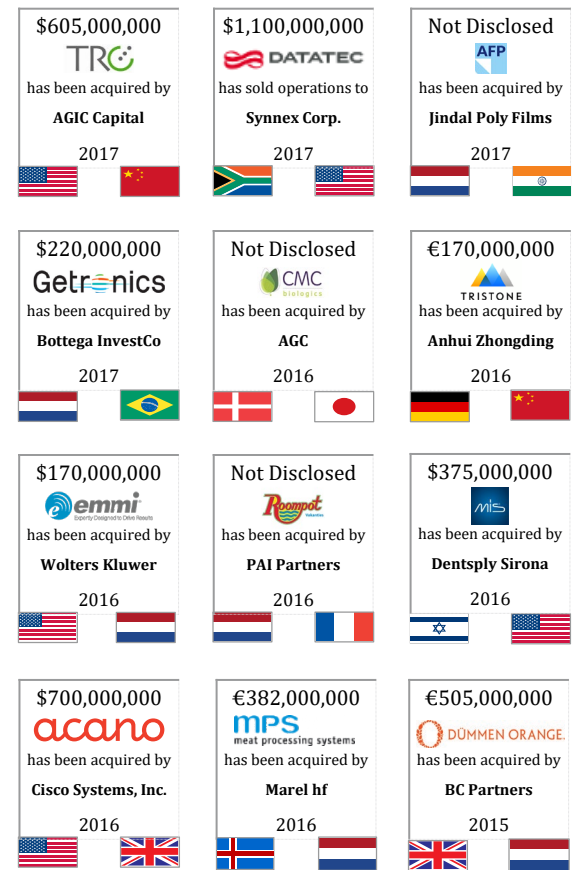 $605,000,000
TRC
has been acquired by
AGIC Capital
2017
$1,100,000,000
DATATEC
has sold operations to
Synnex Corp.
2017
Not Disclosed
AFP
has been acquired by
Jindal Poly Films
2017
$220,000,000
Getronics
has been acquired by
Bottega InvestCo
2017
Not Disclosed
CMC
biologics
has been acquired by
AGC
2016
€170,000,000
TRISTONE
has been acquired by
Anhui Zhongding
2016
$170,000,000
emmi
Expertly Designed to Drive Results
has been acquired by
Wolters Kluwer
2016
Not Disclosed
Roompot
Vakanties
has been acquired by
PAI Partners
2016
$375,000,000
mis
has been acquired by
Dentsply Sirona
2016
$700,000,000
acano
has been acquired by
Cisco Systems, Inc.
2016
€382,000,000
mps
meat processing systems
has been acquired by
Marel hf
2016
€505,000,000
DÜMMEN ORANGE.
has been acquired by
BC Partners
2015